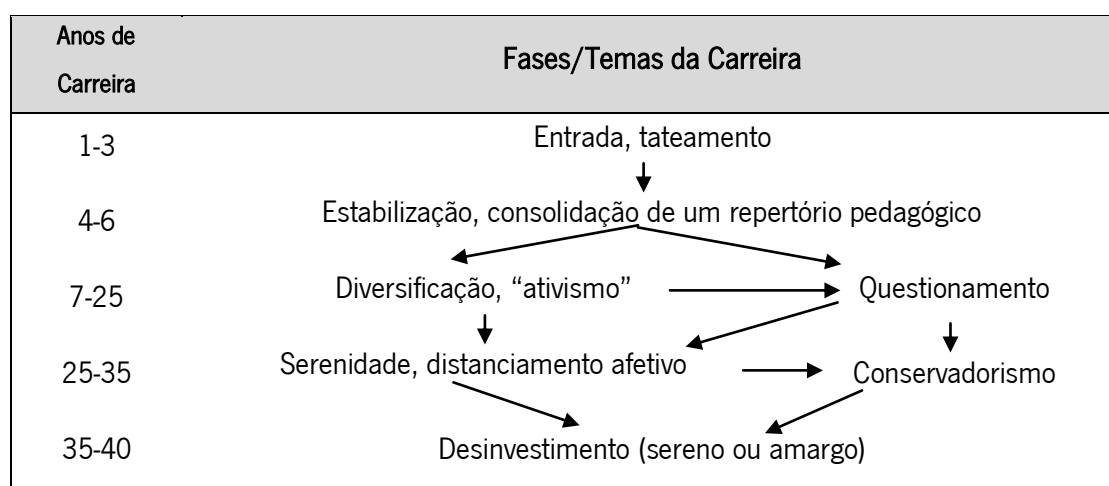 Anos de
Carreira
Fases/Temas da Carreira
1-3
Entrada, tateamento
4-6
Estabilização, consolidação de um repertório pedagógico
7-25
Diversificação, “ativismo”
Questionamento
25-35
Serenidade, distanciamento afetivo
Conservadorismo
35-40
Desinvestimento (sereno ou amargo)